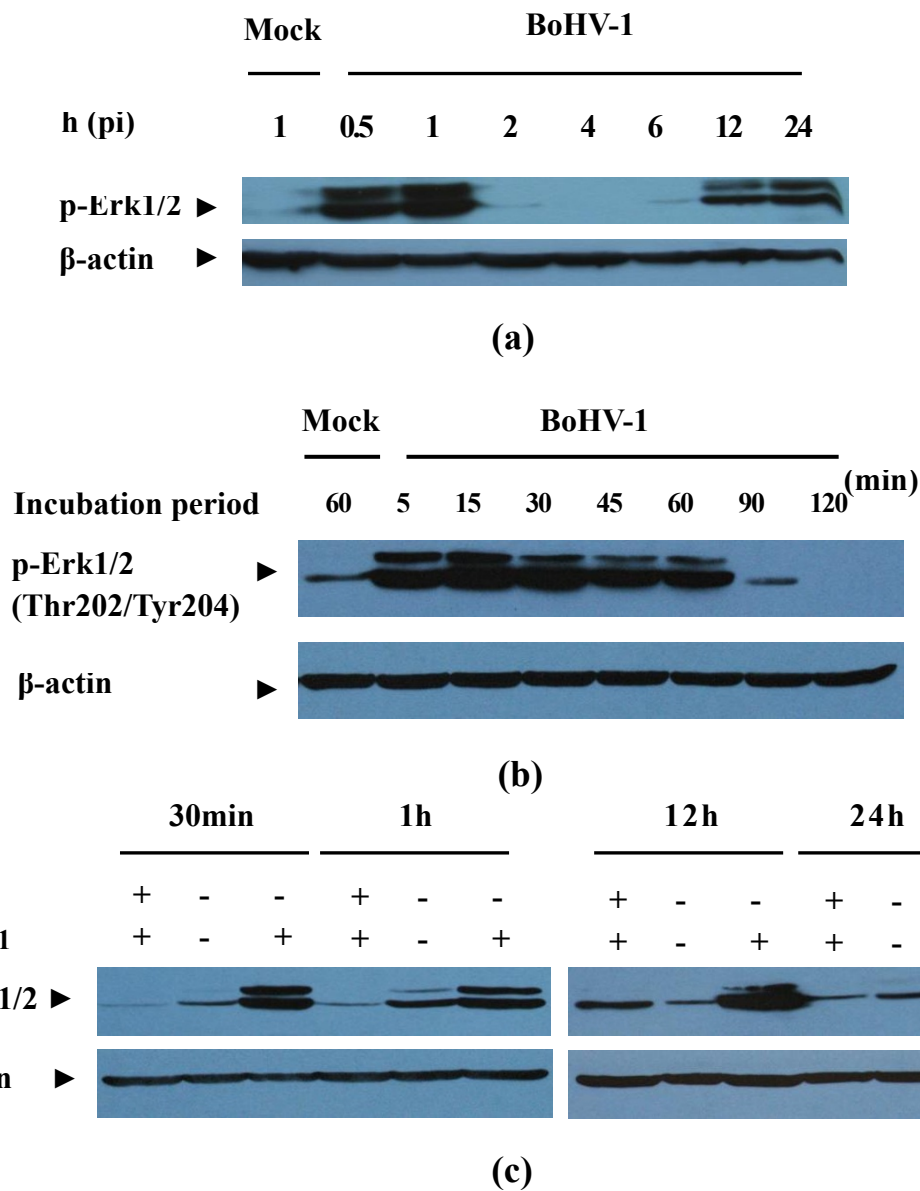 Mock BoHV-1
h (pi) 1 0.5 1 2 4 6 12 24
p-Erk1/2 ►
β-actin ►
(a)
Mock BoHV-1
(min)
Incubation period 60 5 15 30 45 60 90 120
p-Erk1/2 ►
(Thr202/Tyr204)
β-actin ►
(b)
30min 1h 12h 24h
+ - - + - - + - - + -
1 + - + + - + + - + + -
1/2 ►
n ►
(c)